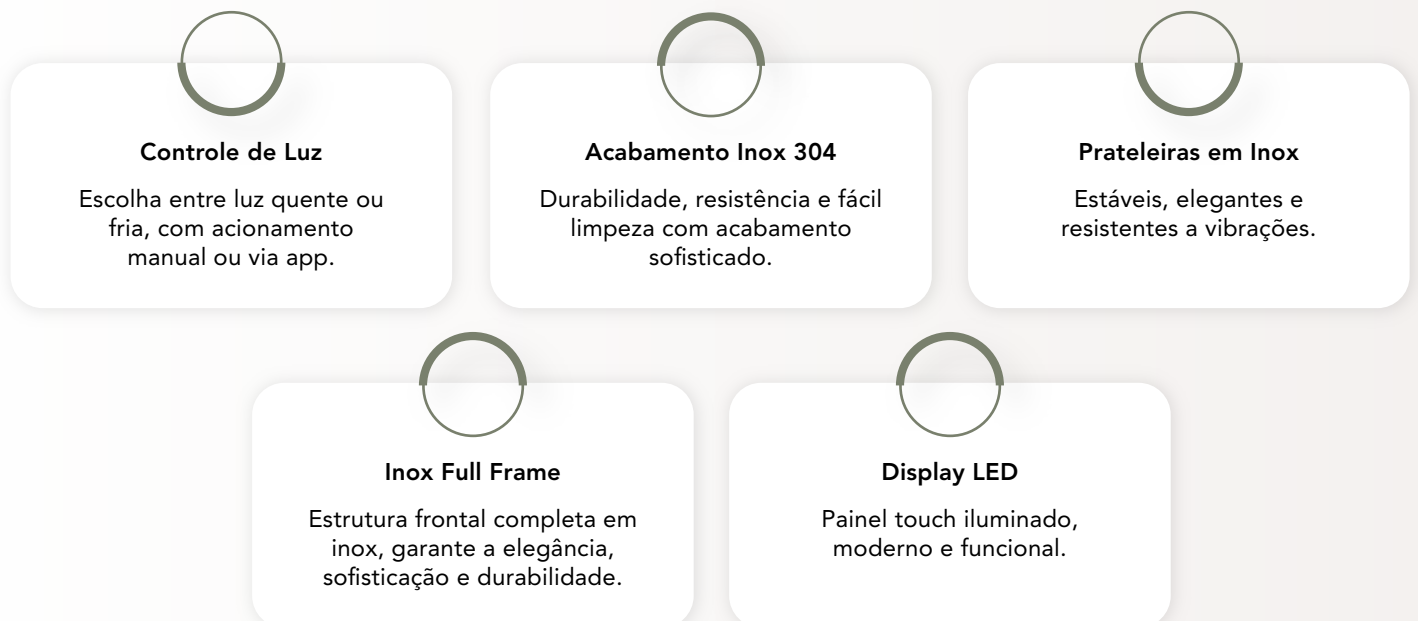 Controle de Luz
Escolha entre luz quente ou
fria, com acionamento
manual ou via app.
Acabamento Inox 304
Durabilidade, resistência e fácil
limpeza com acabamento
sofisticado.
Prateleiras em Inox
Estáveis, elegantes e
resistentes a vibrações.
Inox Full Frame
Estrutura frontal completa em
inox, garante a elegância,
sofisticação e durabilidade.
Display LED
Painel touch iluminado,
moderno e funcional.